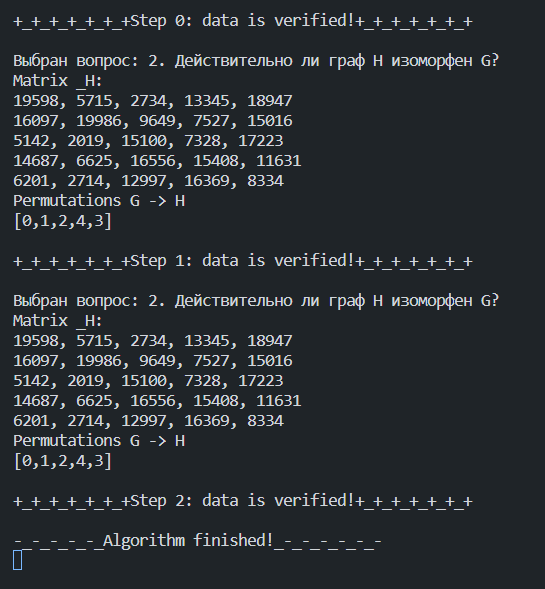 +_+_+_+_+_+_+Step 0: data is verified!+_+_+_+_+_+_+
Выбран вопрос: 2. Действительно ли граф H изоморфен G?
Matrix _H:
19598, 5715, 2734, 13345, 18947
16097, 19986, 9649, 7527, 15016
5142, 2019, 15100, 7328, 17223
14687, 6625, 16556, 15408, 11631
6201, 2714, 12997, 16369, 8334
Permutations G -> H
[0,1,2,4,3]
+_+_+_+_+_+_+Step 1: data is verified!+_+_+_+_+_+_+
Выбран вопрос: 2. Действительно ли граф H изоморфен G?
Matrix _H:
19598, 5715, 2734, 13345, 18947
16097, 19986, 9649, 7527, 15016
5142, 2019, 15100, 7328, 17223
14687, 6625, 16556, 15408, 11631
6201, 2714, 12997, 16369, 8334
Permutations G -> H
[0,1,2,4,3]
+_+_+_+_+_+_+Step 2: data is verified!+_+_+_+_+_+_+
-_-_-_-_-_Algorithm finished!_-_-_-_-_-_-